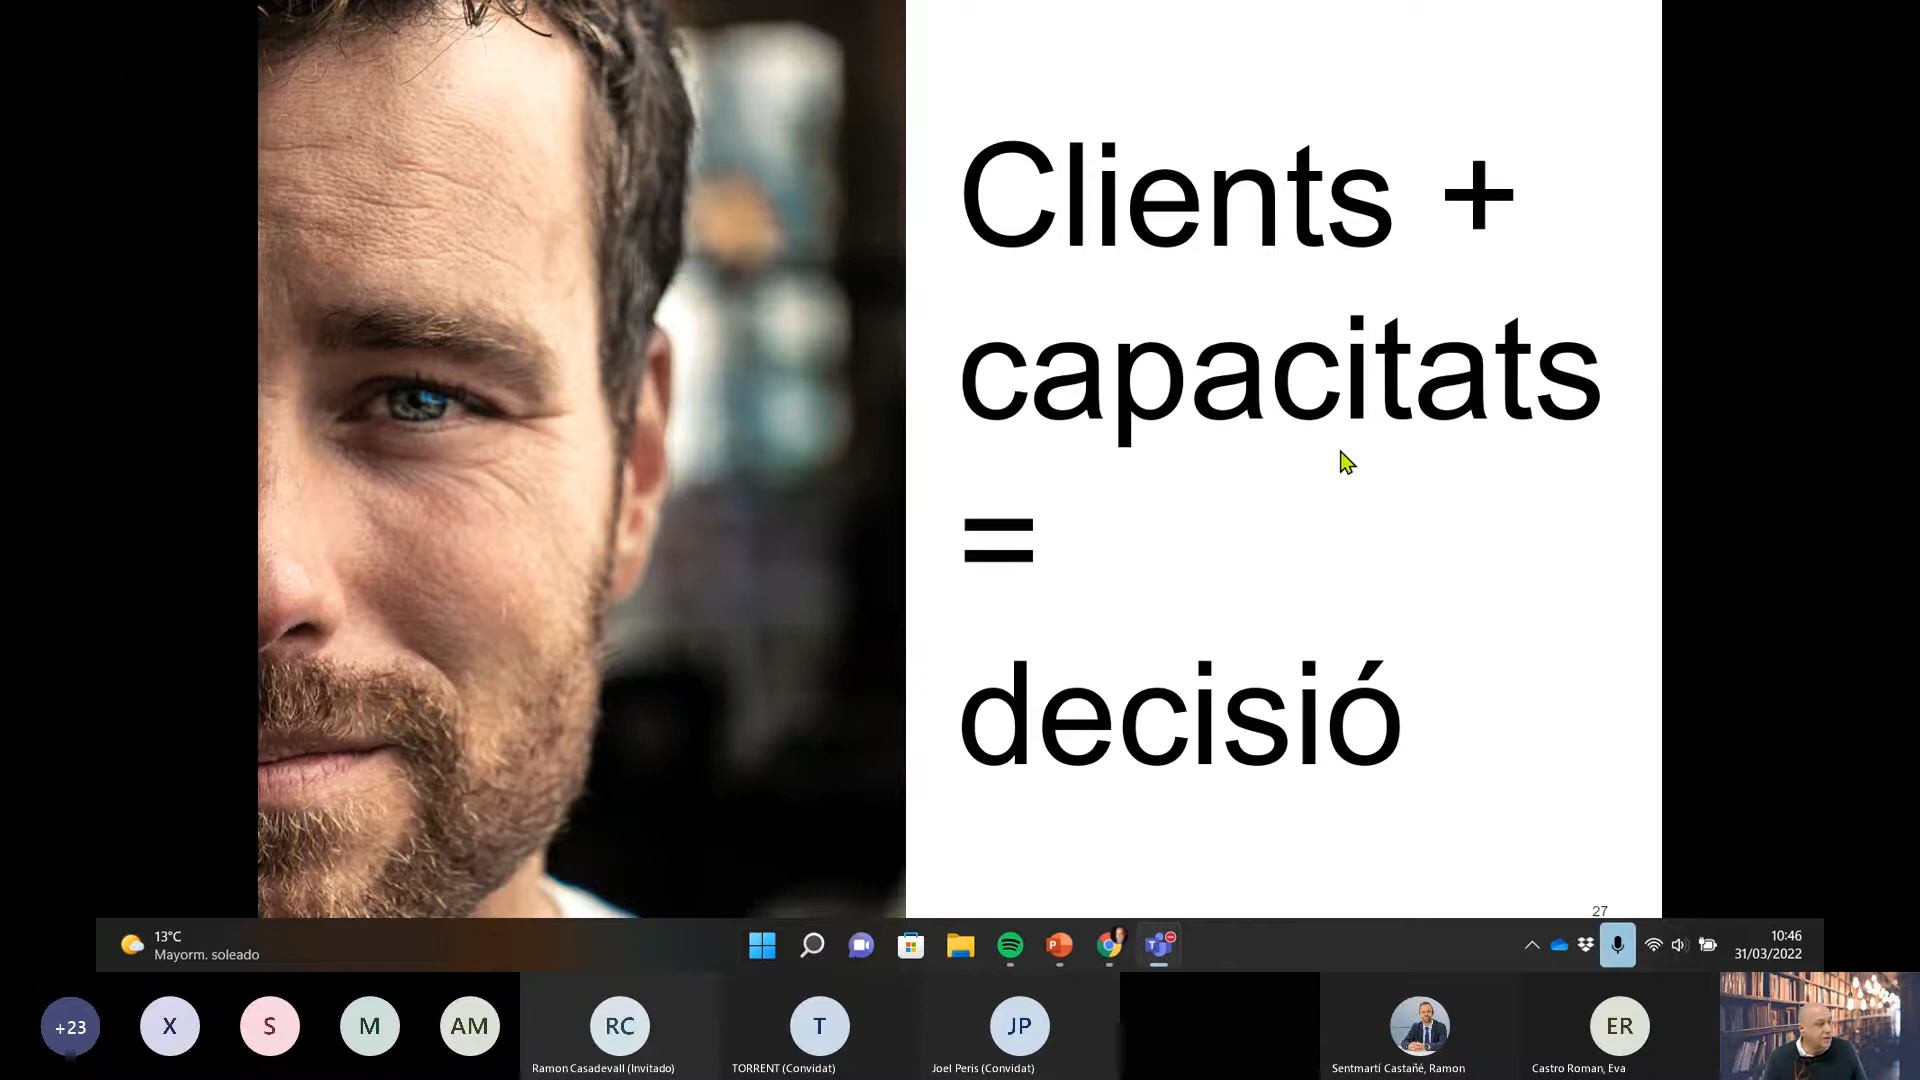 Clients +
capacitats
=
decisió
27
13°C
Mayorm. soleado
10:46
31/03/2022
+23
X
S
M
AM
RC
T
JP
ER
Ramon Casadevall (Invitado)
TORRENT (Convidat)
Joel Peris (Convidat)
Sentmartí Castañé, Ramon
Castro Roman, Eva